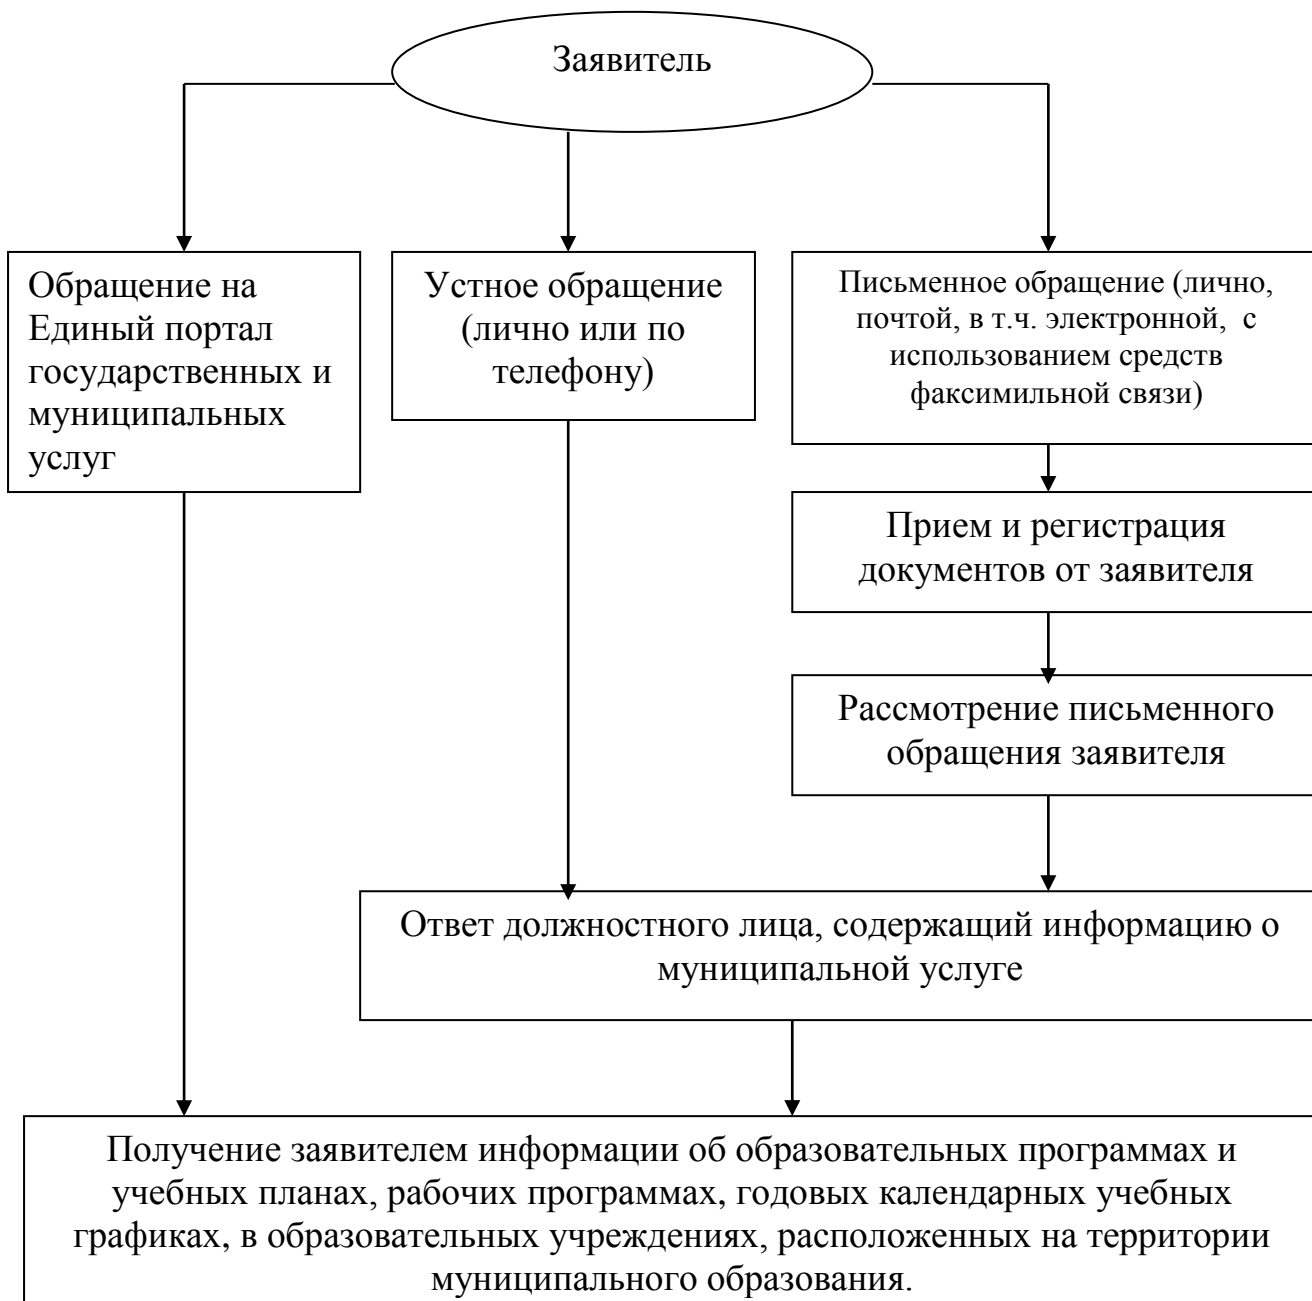 Заявитель
Обращение на
Единый портал
государственных и
муниципальных
услуг
Устное обращение
(лично или по
телефону)
Письменное обращение (лично,
почтой, в т.ч. электронной, с
использованием средств
факсимильной связи)
Прием и регистрация
документов от заявителя
Рассмотрение письменного
обращения заявителя
Ответ должностного лица, содержащий информацию о
муниципальной услуге
Получение заявителем информации об образовательных программах и
учебных планах, рабочих программах, годовых календарных учебных
графиках, в образовательных учреждениях, расположенных на территории
муниципального образования.